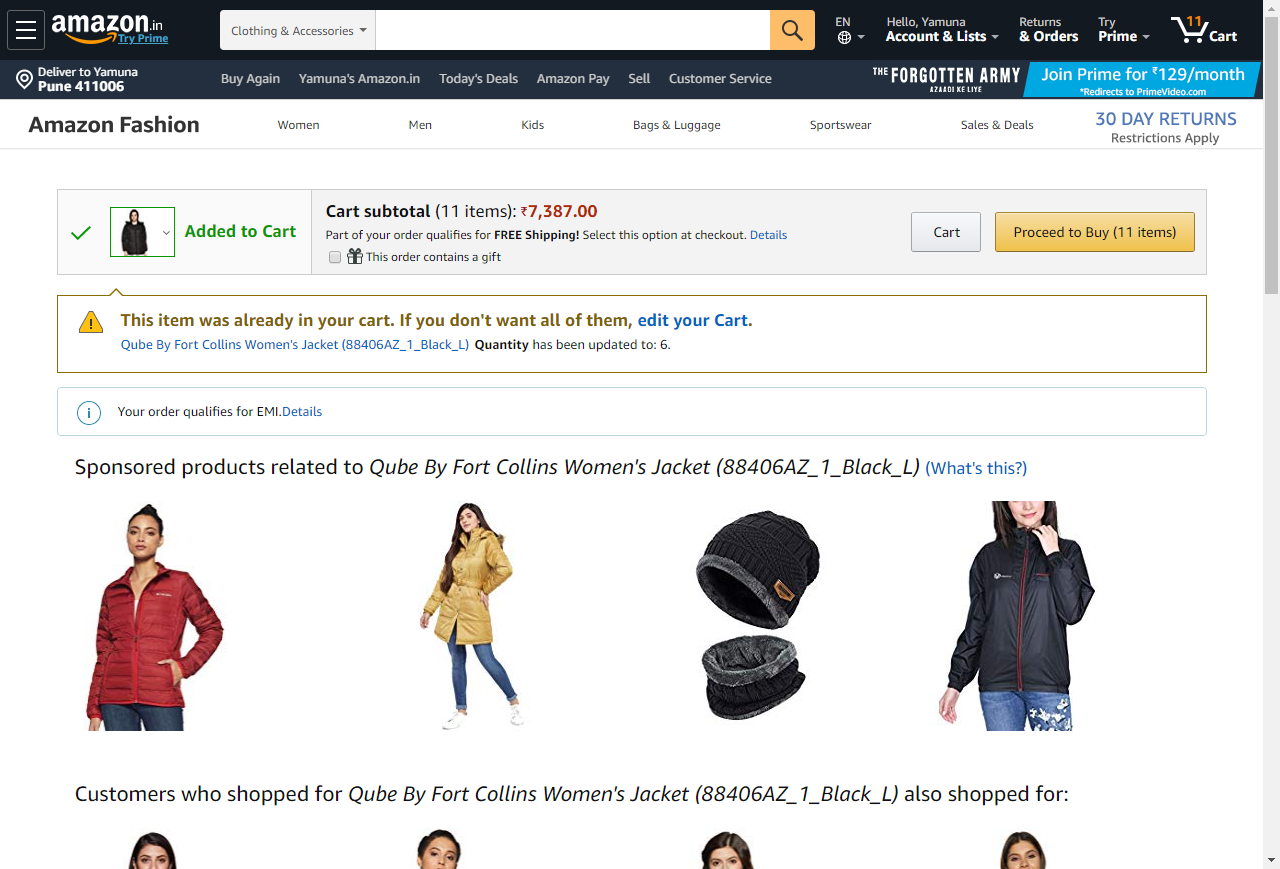 amazon.in
Try Prime
Clothing & Accessories
EN
Hello, Yamuna
Account & Lists
Returns
& Orders
Try
Prime
11
Cart
Deliver to Yamuna
Pune 411006
Buy Again
Yamuna's Amazon.in
Today's Deals
Amazon Pay
Sell
Customer Service
THE FORGOTTEN ARMY
AZAADI KE LIYE
Join Prime for ₹129/month
*Redirects to PrimeVideo.com
Amazon Fashion
Women
Men
Kids
Bags & Luggage
Sportswear
Sales & Deals
30 DAY RETURNS
Restrictions Apply
Added to Cart
Cart subtotal (11 items): ₹7,387.00
Part of your order qualifies for FREE Shipping! Select this option at checkout. Details
This order contains a gift
Cart
Proceed to Buy (11 items)
This item was already in your cart. If you don't want all of them, edit your Cart.
Qube By Fort Collins Women's Jacket (88406AZ_1_Black_L) Quantity has been updated to: 6.
Your order qualifies for EMI.Details
Sponsored products related to Qube By Fort Collins Women's Jacket (88406AZ_1_Black_L) (What's this?)
Customers who shopped for Qube By Fort Collins Women's Jacket (88406AZ_1_Black_L) also shopped for: